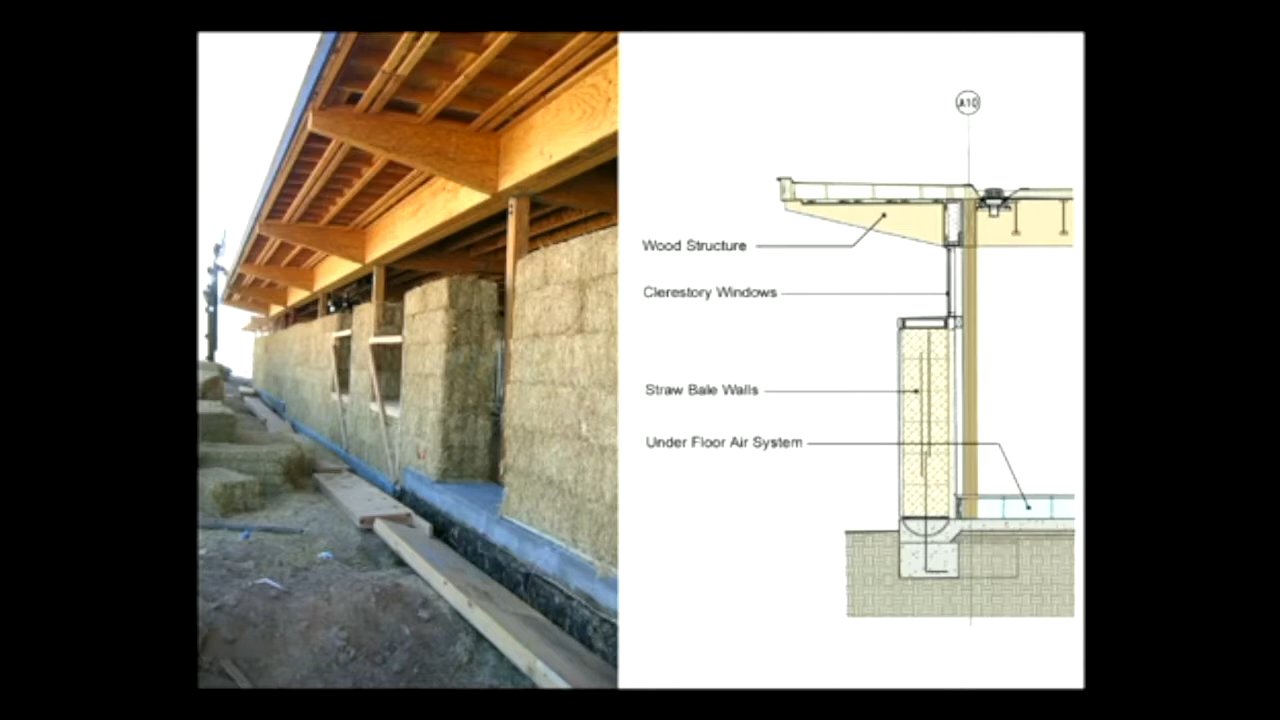 A10
Wood Structure
Clerestory Windows
Straw Bale Walls
Under Floor Air System